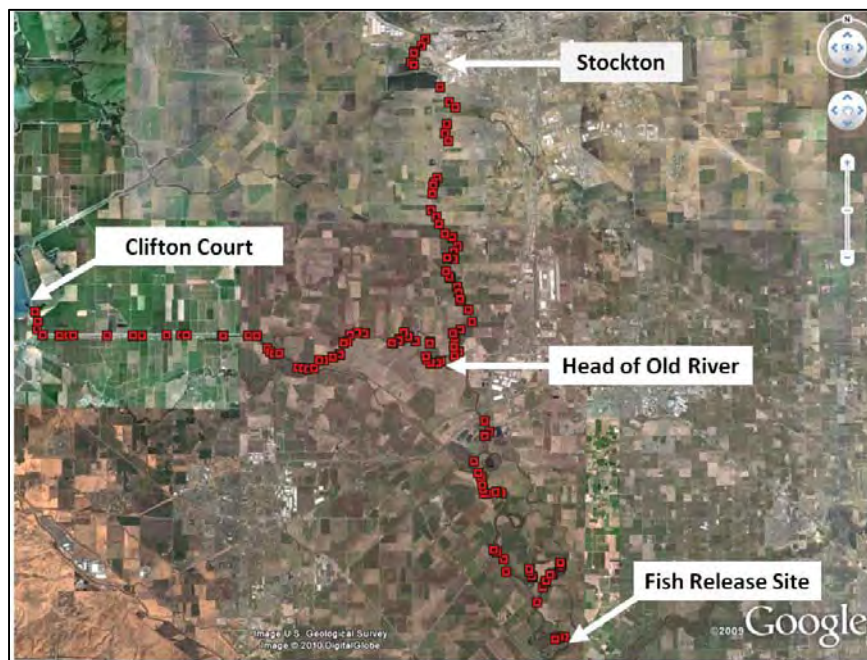 N
Stockton
Clifton Court
Head of Old River
Fish Release Site
Image U.S. Geological Survey
Image © 2010 DigitalGlobe
©2009 Google